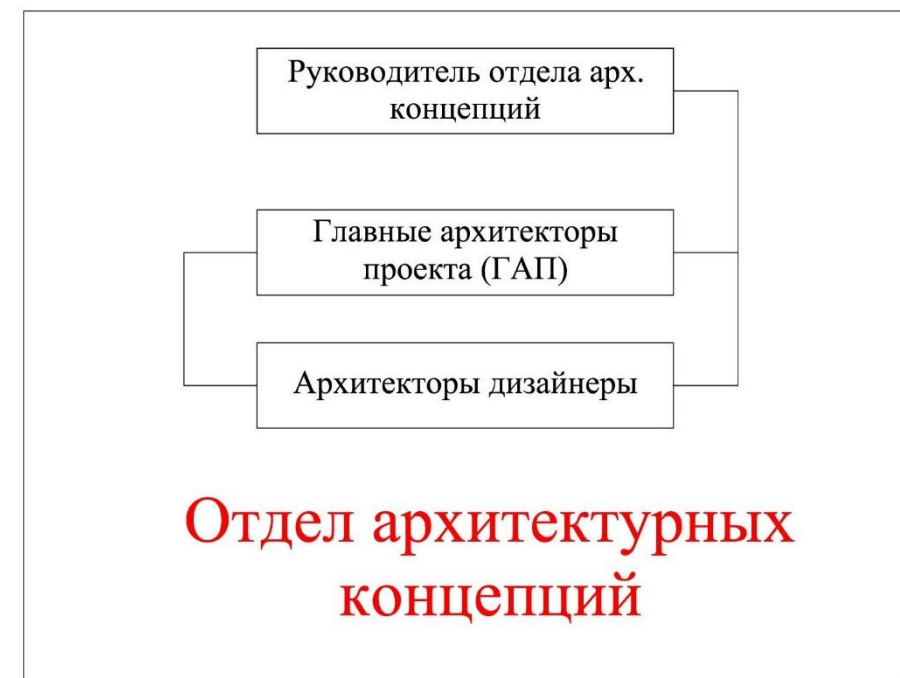 Руководитель отдела арх.
концепций
Главные архитекторы
проекта (ГАП)
Архитекторы дизайнеры
Отдел архитектурных
концепций